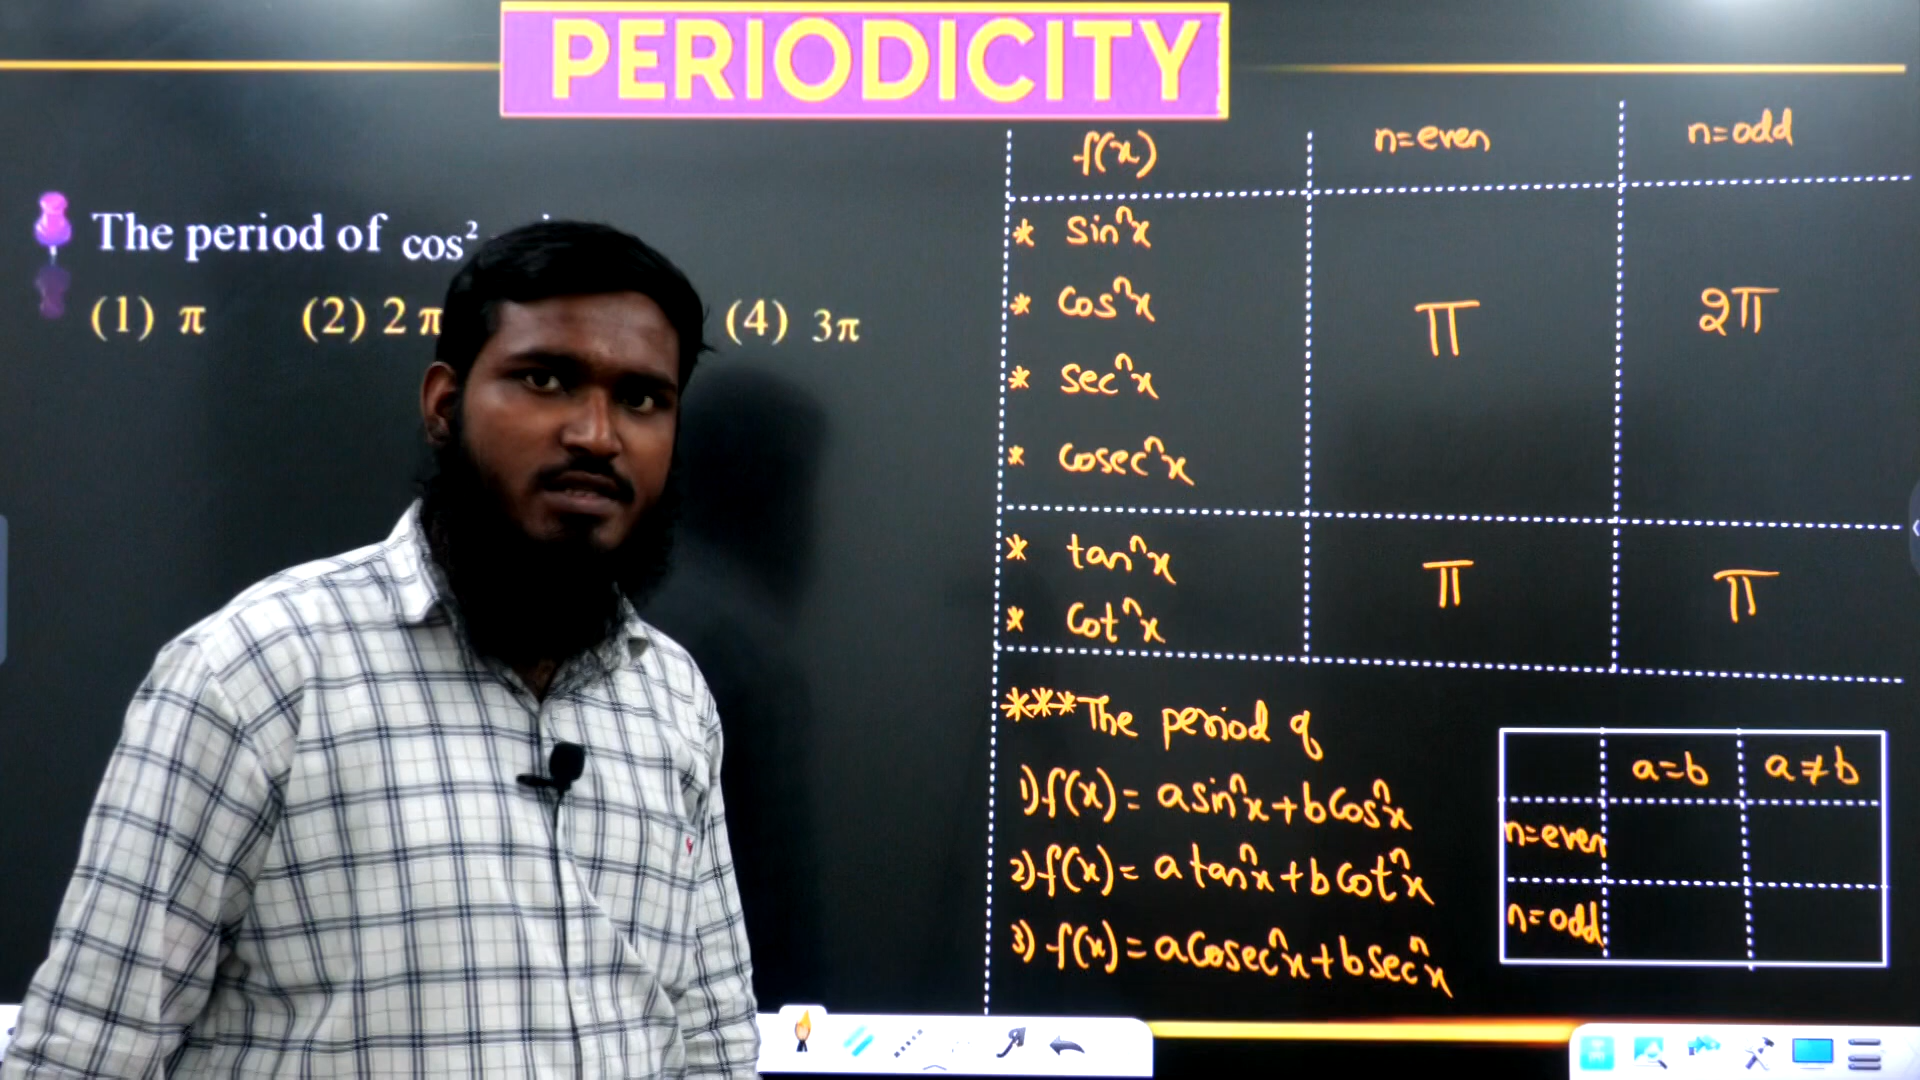 PERIODICITY
The period of cos²
(1) π (2) 2π (4) 3π
f(x) n=even n=odd
* sinⁿx
* cosⁿx π 2π
* secⁿx
* cosecⁿx
* tanⁿx π π
* cotⁿx
***The period of
1) f(x) = a sinⁿx + b cosⁿx
2) f(x) = a tanⁿx + b cotⁿx
3) f(x) = a cosecⁿx + b secⁿx
a=b a≠b
n=even
n=odd